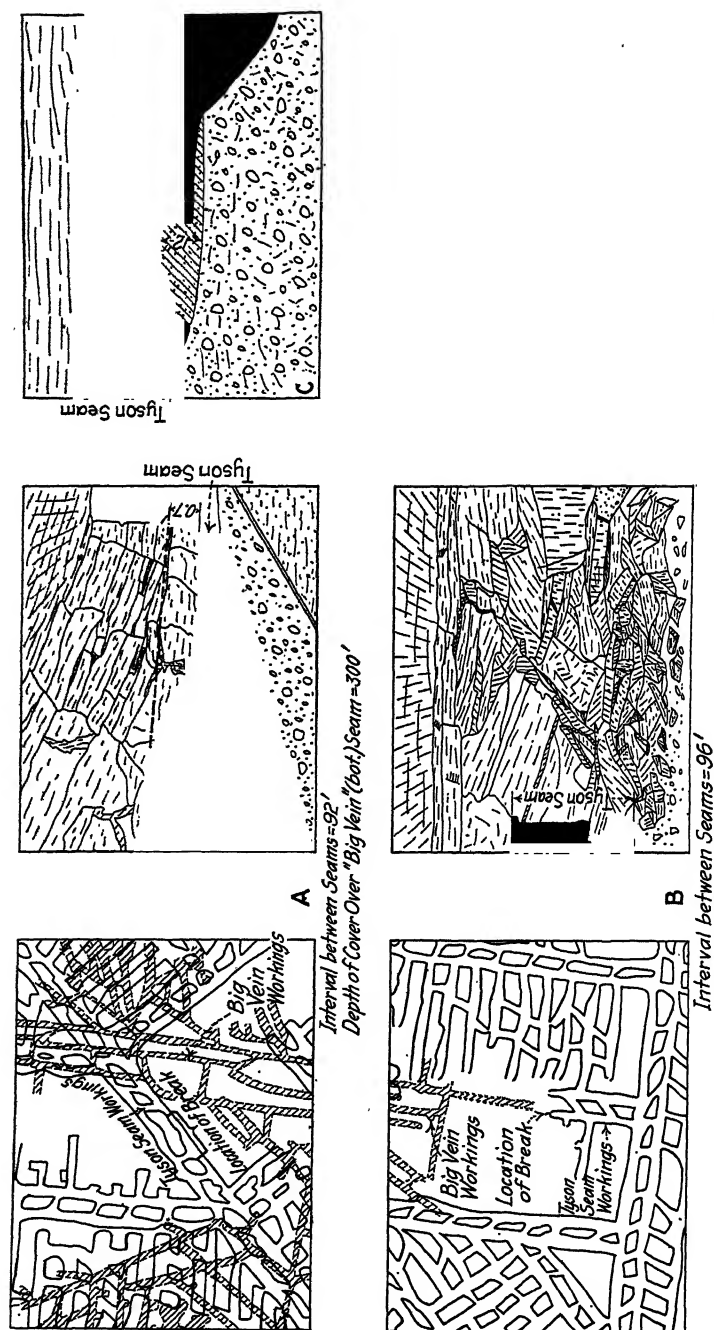 Tyson Seam Workings
Location of Break
Big
Vein
Workings
A
Interval between Seams=92'
Depth of Cover Over "Big Vein"(bot.)Seam=300'
Tyson Seam
Big Vein
Workings
Location
of Break
Tyson
Seam
Workings
B
Interval between Seams=96'
Tyson Seam
Tyson Seam
C